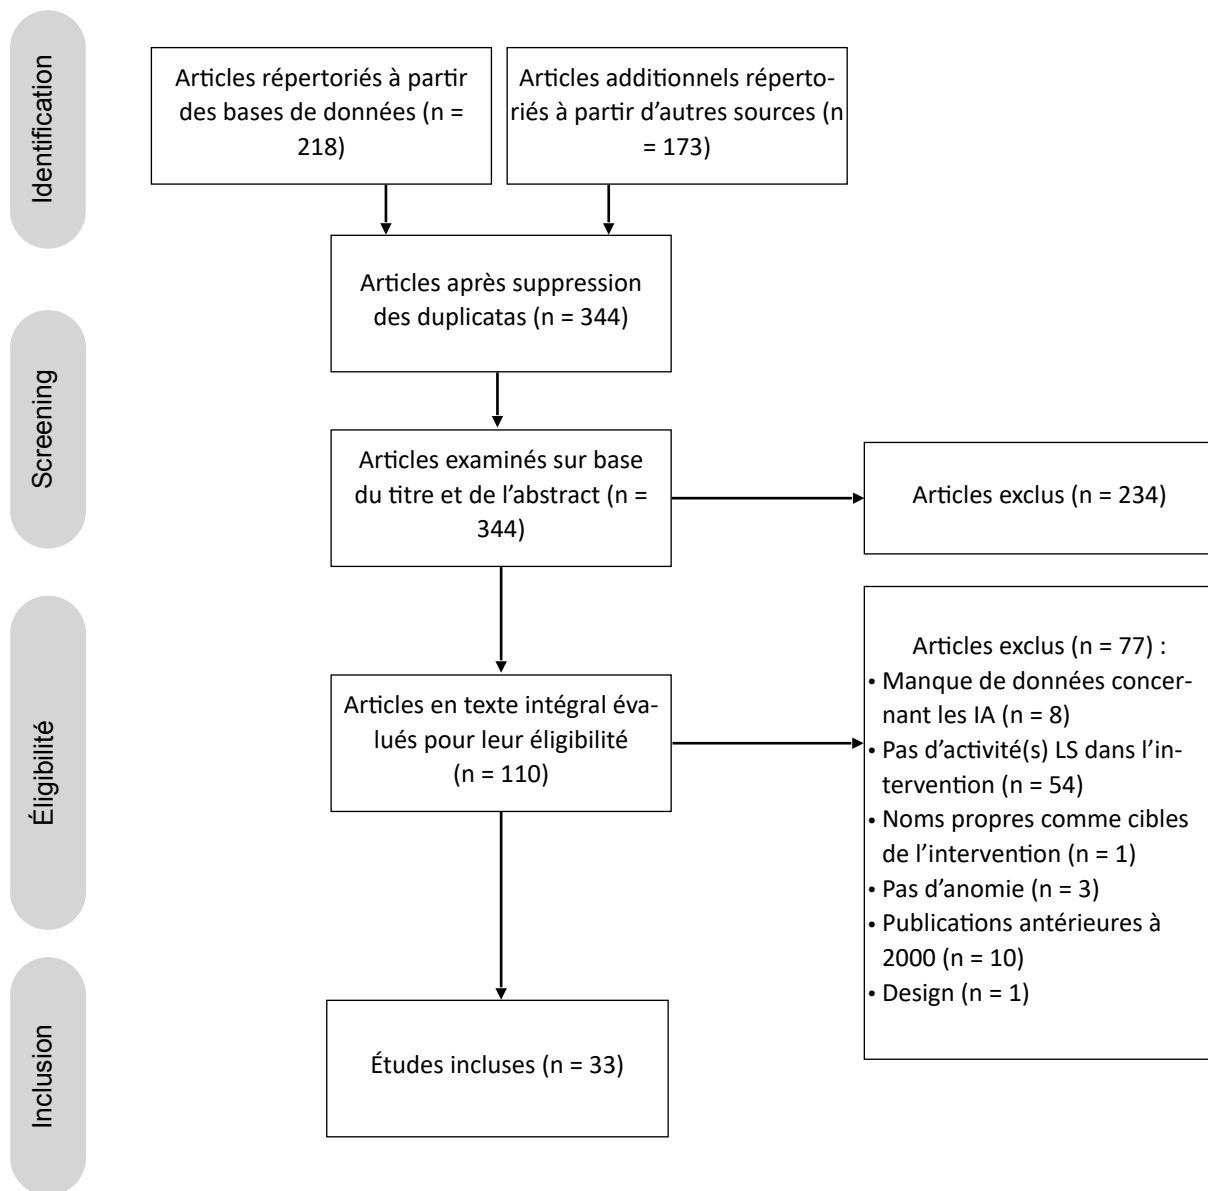 Identification
Articles répertoriés à partir
des bases de données (n =
218)
Articles additionnels réperto-
riés à partir d’autres sources (n
= 173)
Articles après suppression
des duplicatas (n = 344)
Screening
Articles examinés sur base
du titre et de l’abstract (n =
344)
Articles exclus (n = 234)
Éligibilité
Articles en texte intégral éva-
lués pour leur éligibilité
(n = 110)
Articles exclus (n = 77) :
• Manque de données concer-
nant les IA (n = 8)
• Pas d’activité(s) LS dans l’in-
tervention (n = 54)
• Noms propres comme cibles
de l’intervention (n = 1)
• Pas d’anomie (n = 3)
• Publications antérieures à
2000 (n = 10)
• Design (n = 1)
Inclusion
Études incluses (n = 33)